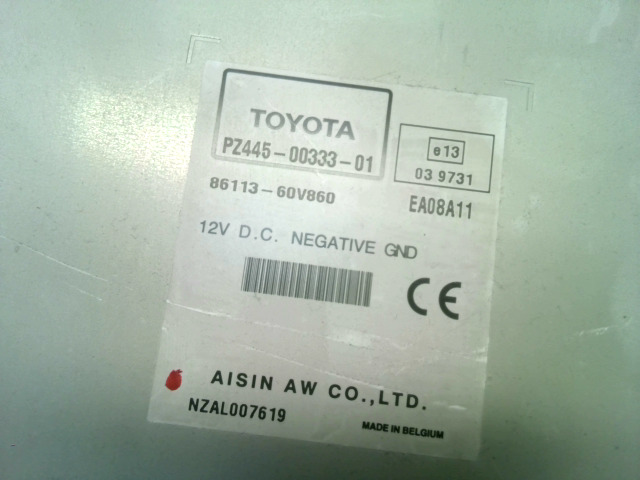 TOYOTA
PZ445-00333-01
e13
03 9731
86113-60V860
EA08A11
12V D.C. NEGATIVE GND
CE
AISIN AW CO.,LTD.
NZAL007619
MADE IN BELGIUM